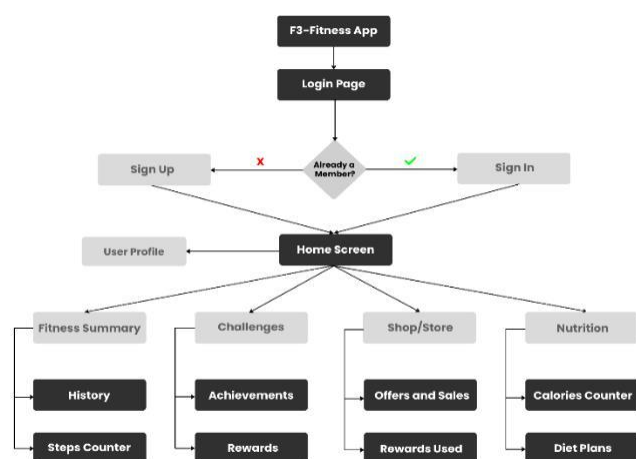 F3-Fitness App
Login Page
Already a
Member?
X
Sign Up
Sign In
Home Screen
User Profile
Fitness Summary
Challenges
Shop/Store
Nutrition
History
Achievements
Offers and Sales
Calories Counter
Steps Counter
Rewards
Rewards Used
Diet Plans